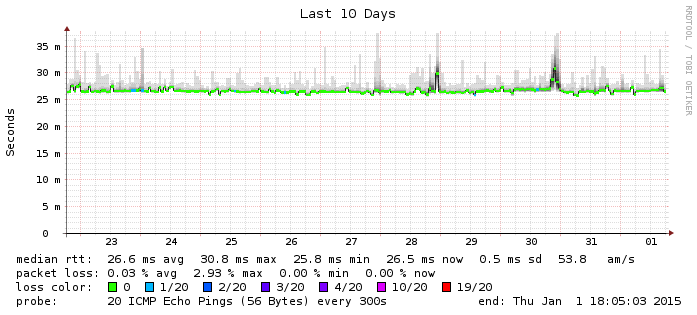 Last 10 Days
RRDTOOL / TOBI OETIKER
Seconds
35 m
30 m
25 m
20 m
15 m
10 m
5 m
0
23 24 25 26 27 28 29 30 31 01
median rtt: 26.6 ms avg 30.8 ms max 25.8 ms min 26.5 ms now 0.5 ms sd 53.8 am/s
packet loss: 0.03 % avg 2.93 % max 0.00 % min 0.00 % now
loss color: 0 1/20 2/20 3/20 4/20 10/20 19/20
probe: 20 ICMP Echo Pings (56 Bytes) every 300s end: Thu Jan 1 18:05:03 2015